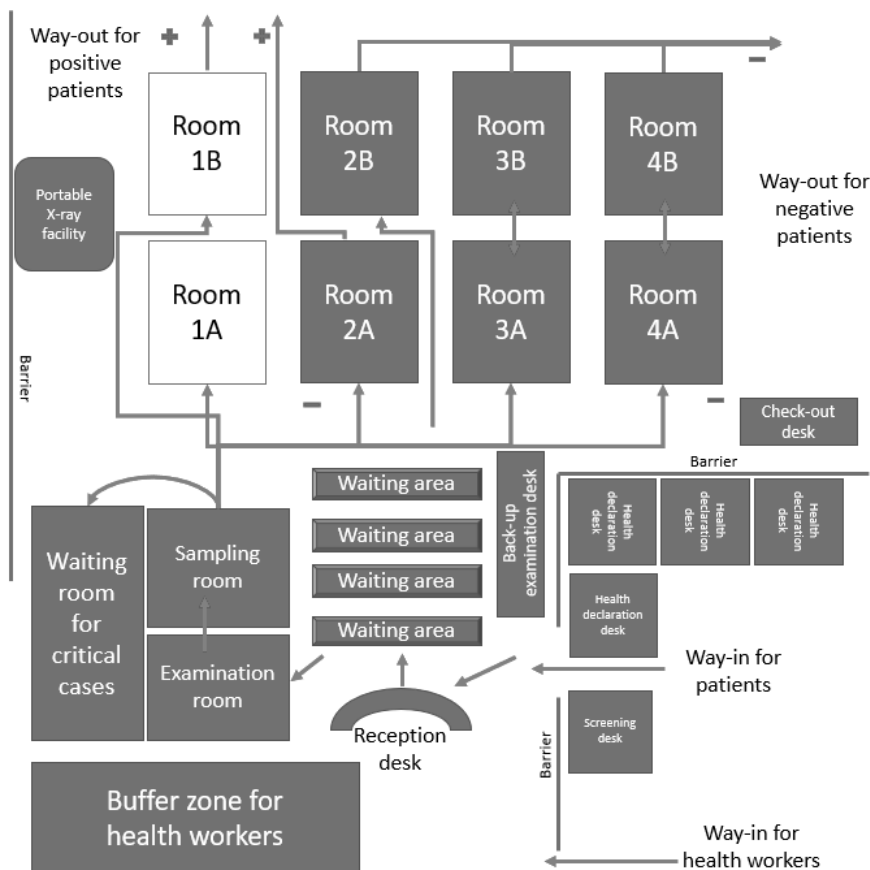 Way-out for
positive
patients
+
+
–
Room
1B
Room
2B
Room
3B
Room
4B
Portable
X-ray
facility
Way-out for
negative
patients
Room
1A
Room
2A
Room
3A
Room
4A
Barrier
–
–
Check-out
desk
Barrier
Waiting area
Waiting area
Waiting area
Waiting area
Back-up
examination desk
Health
declaration
desk
Health
declaration
desk
Health
declaration
desk
Health
declaration desk
Waiting
room
for
critical
cases
Sampling
room
Examination
room
Way-in for
patients
Reception
desk
Screening
desk
Barrier
Buffer zone for
health workers
Way-in for
health workers